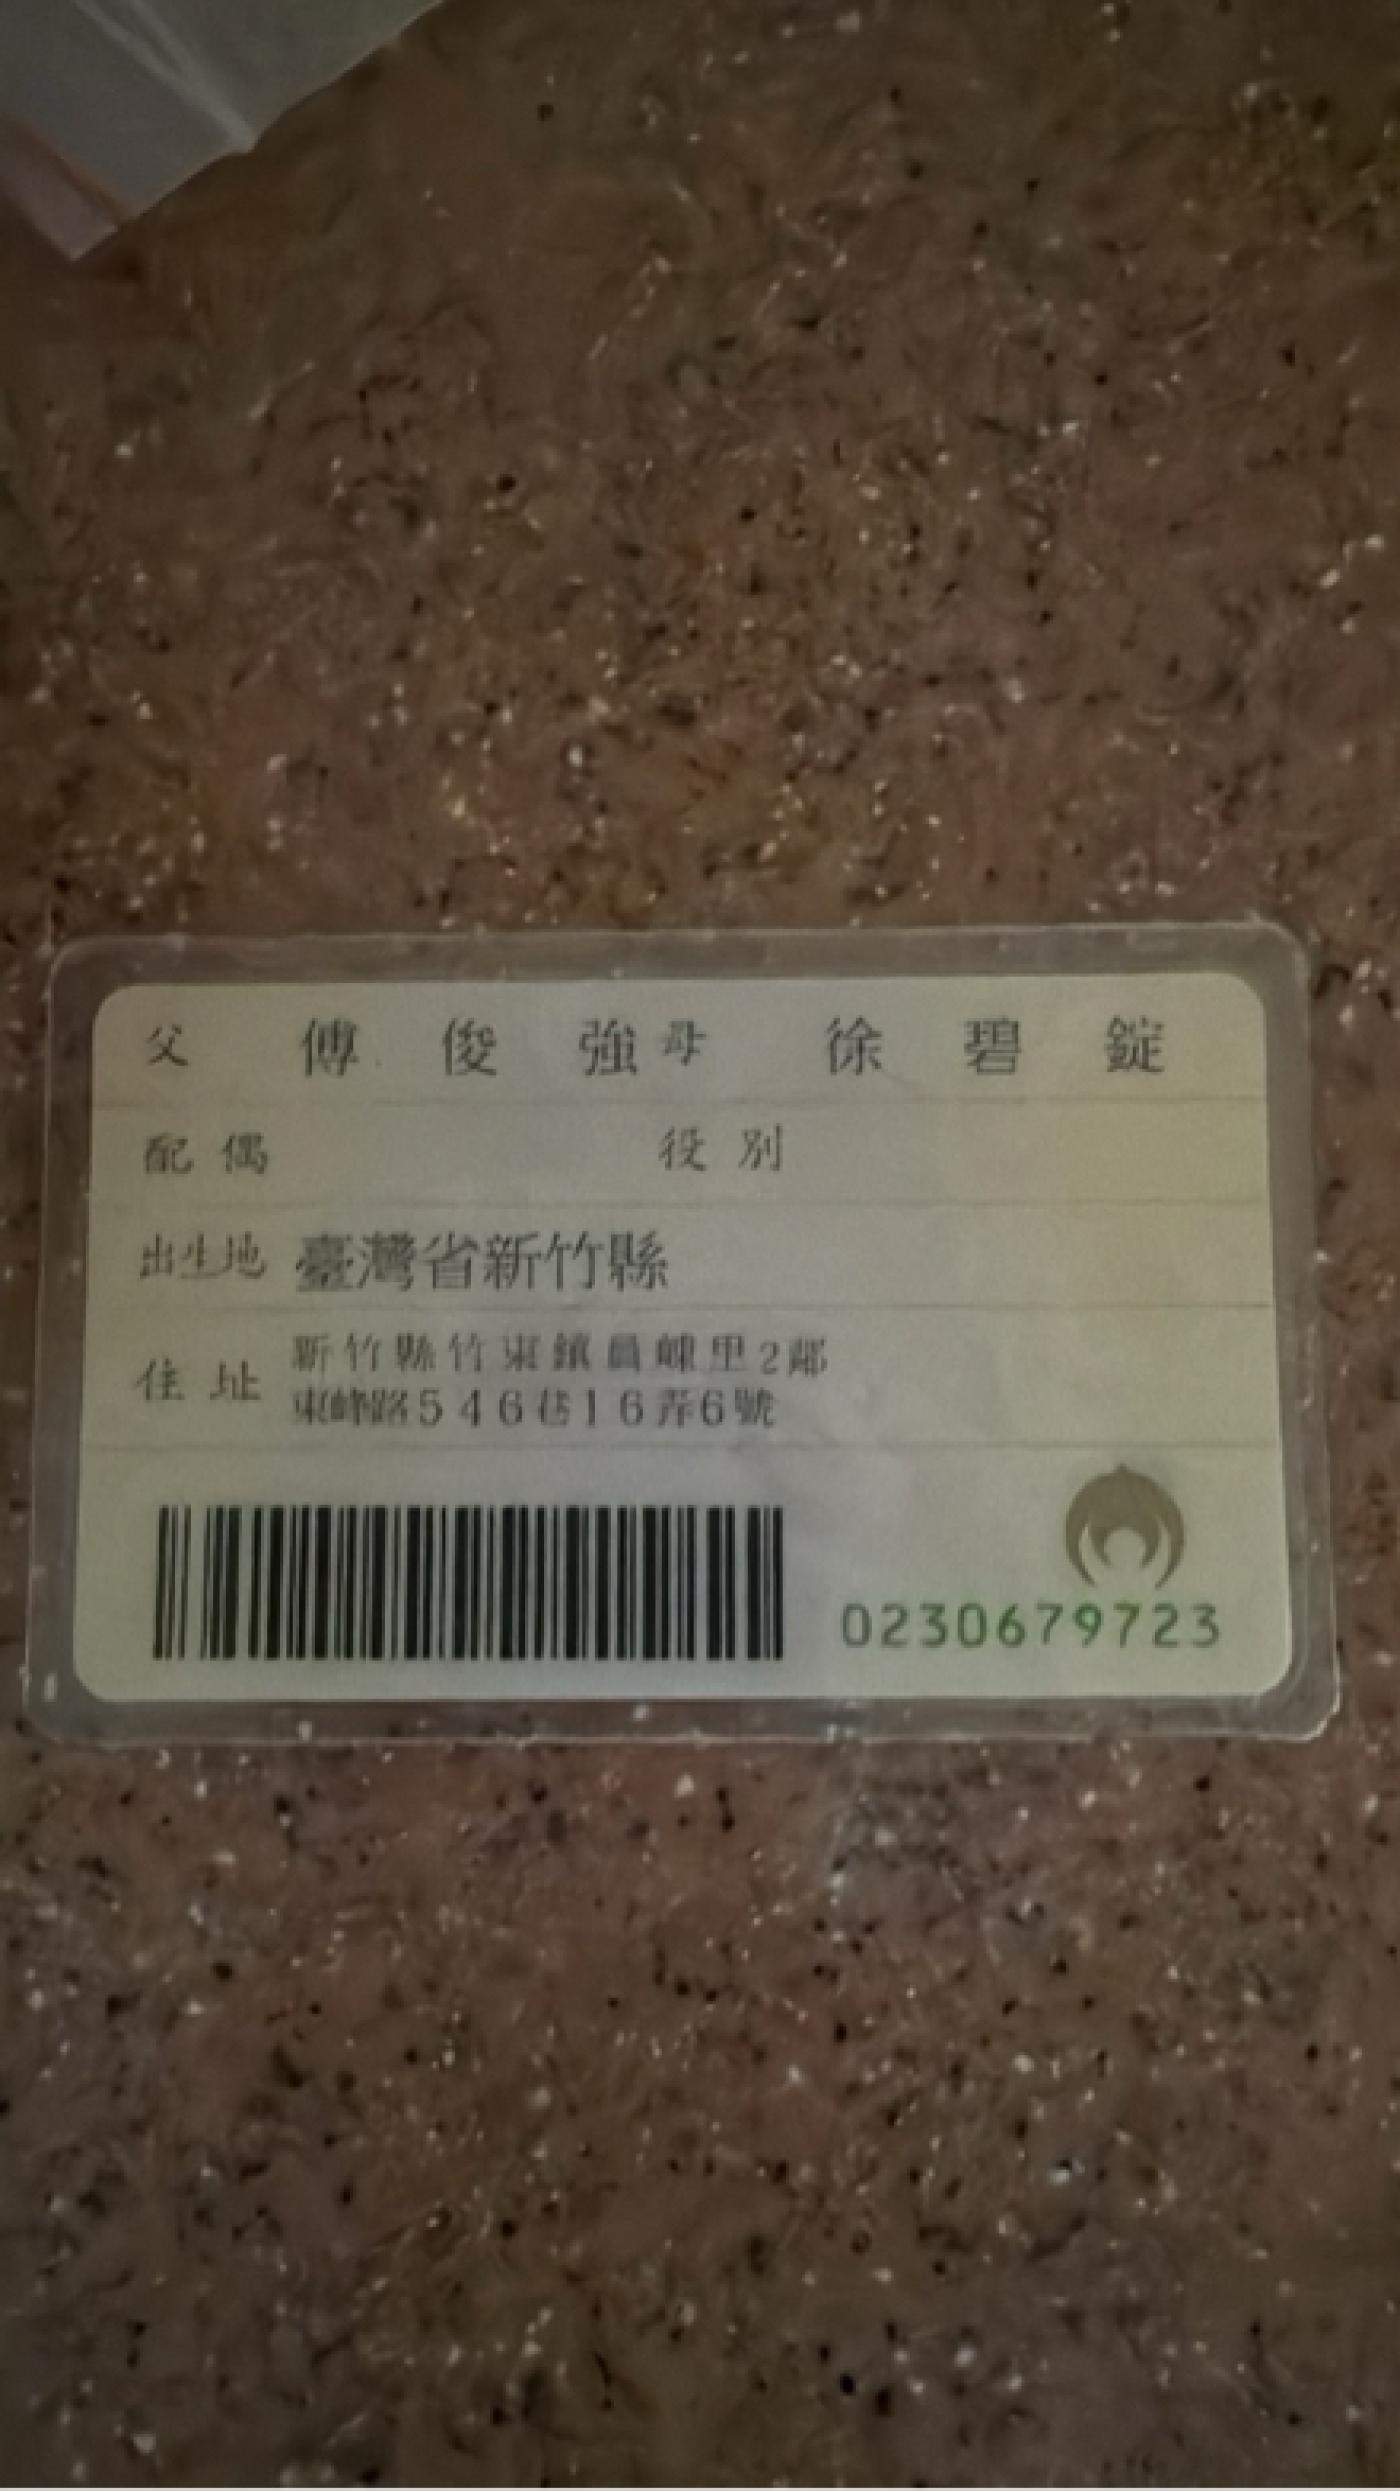 父 傅 俊 強 母 徐 碧 錠
配 偶 役 別
出生地 臺灣省新竹縣
住 址 新竹縣竹東鎮員崠里2鄰
東峰路546巷16弄6號
0230679723